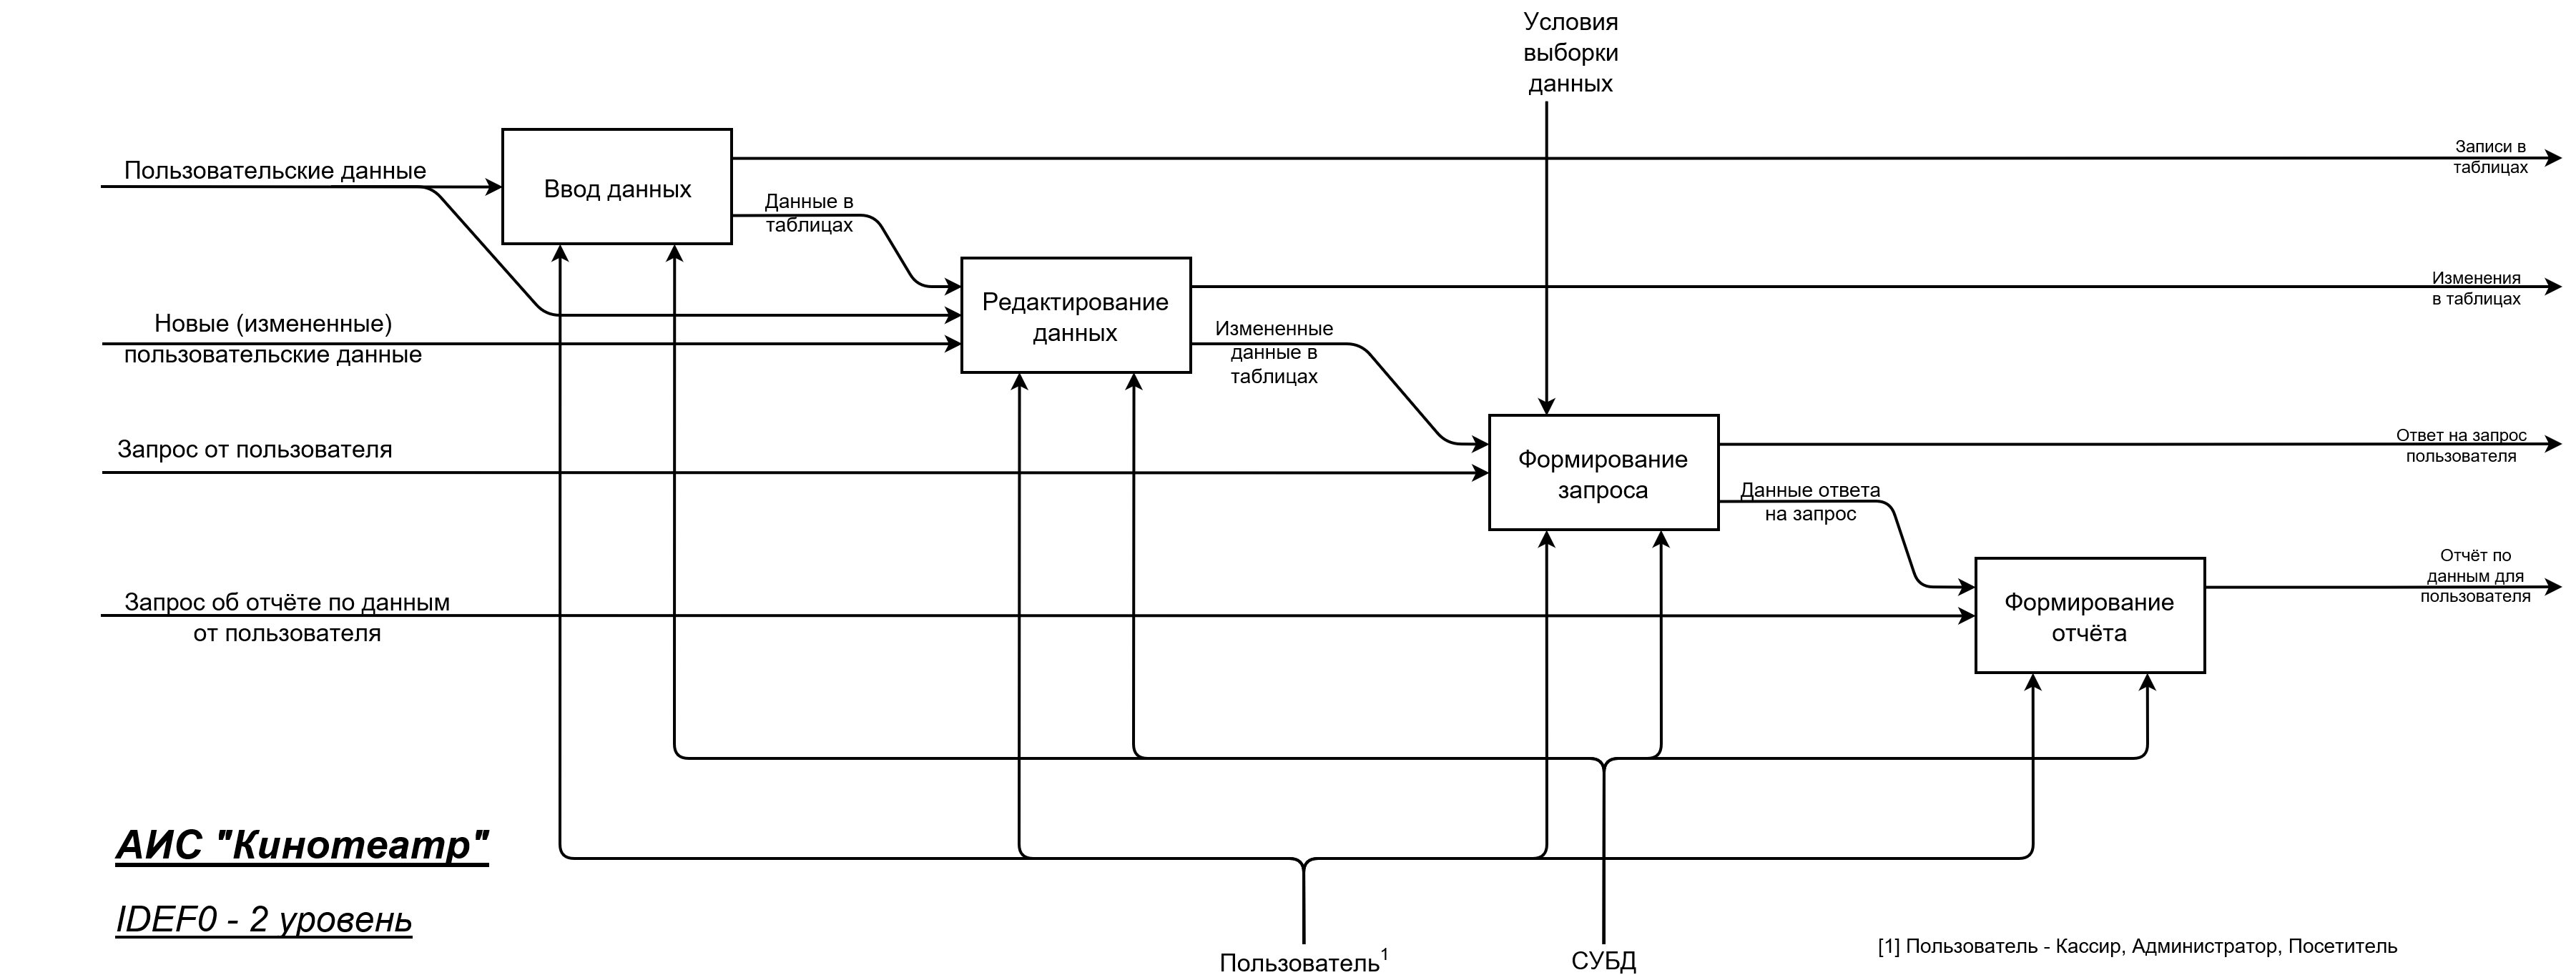 Условия
выборки
данных
Записи в
таблицах
Пользовательские данные
Ввод данных
Данные в
таблицах
Изменения
в таблицах
Редактирование
данных
Новые (измененные)
пользовательские данные
Измененные
данные в
таблицах
Запрос от пользователя
Формирование
запроса
Ответ на запрос
пользователя
Данные ответа
на запрос
Отчёт по
данным для
пользователя
Запрос об отчёте по данным
от пользователя
Формирование
отчёта
АИС "Кинотеатр"
IDEF0 - 2 уровень
Пользователь1
СУБД
[1] Пользователь - Кассир, Администратор, Посетитель